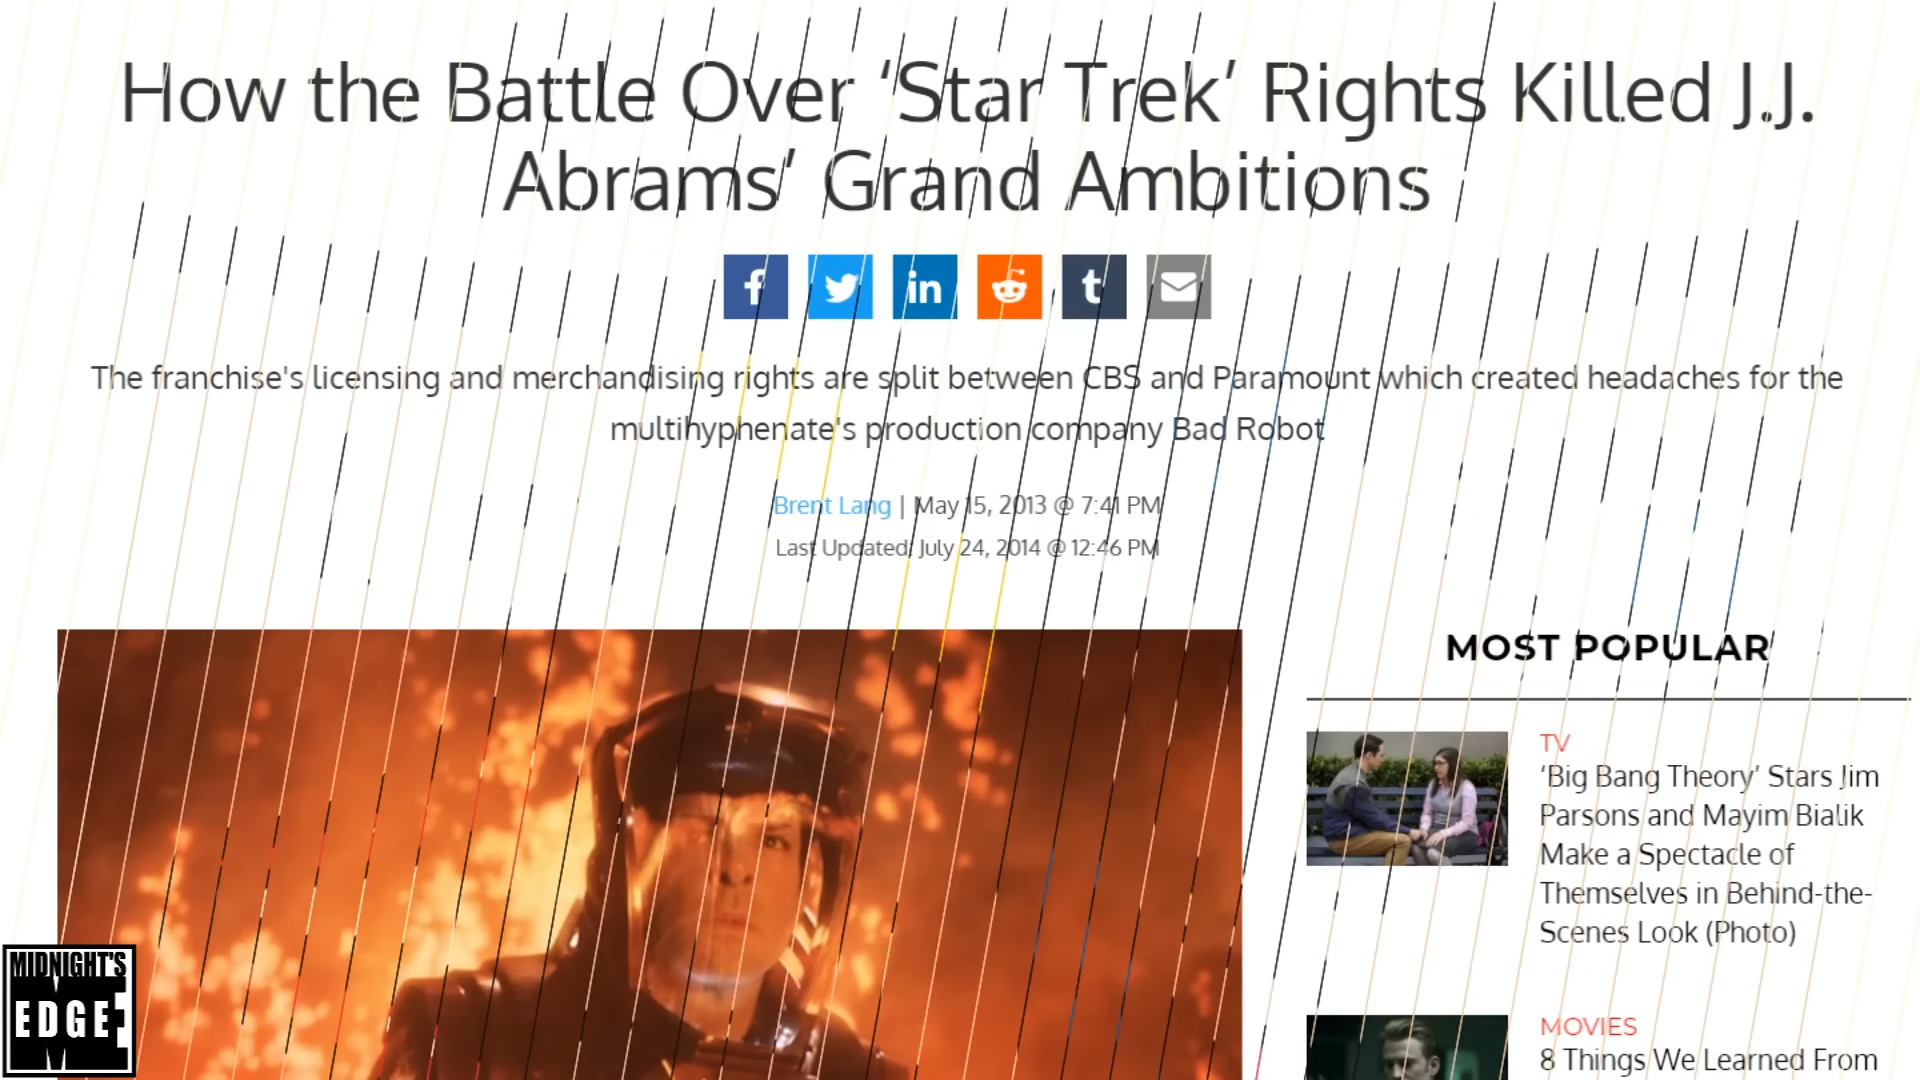 How the Battle Over ‘Star Trek’ Rights Killed J.J.
Abrams’ Grand Ambitions
f
in
t
The franchise's licensing and merchandising rights are split between CBS and Paramount which created headaches for the
multihyphenate's production company Bad Robot
Brent Lang | May 15, 2013 @ 7:41 PM
Last Updated: July 24, 2014 @ 12:46 PM
MOST POPULAR
TV
‘Big Bang Theory’ Stars Jim
Parsons and Mayim Bialik
Make a Spectacle of
Themselves in Behind-the-
Scenes Look (Photo)
MOVIES
8 Things We Learned From
MIDNIGHT'S
EDGE